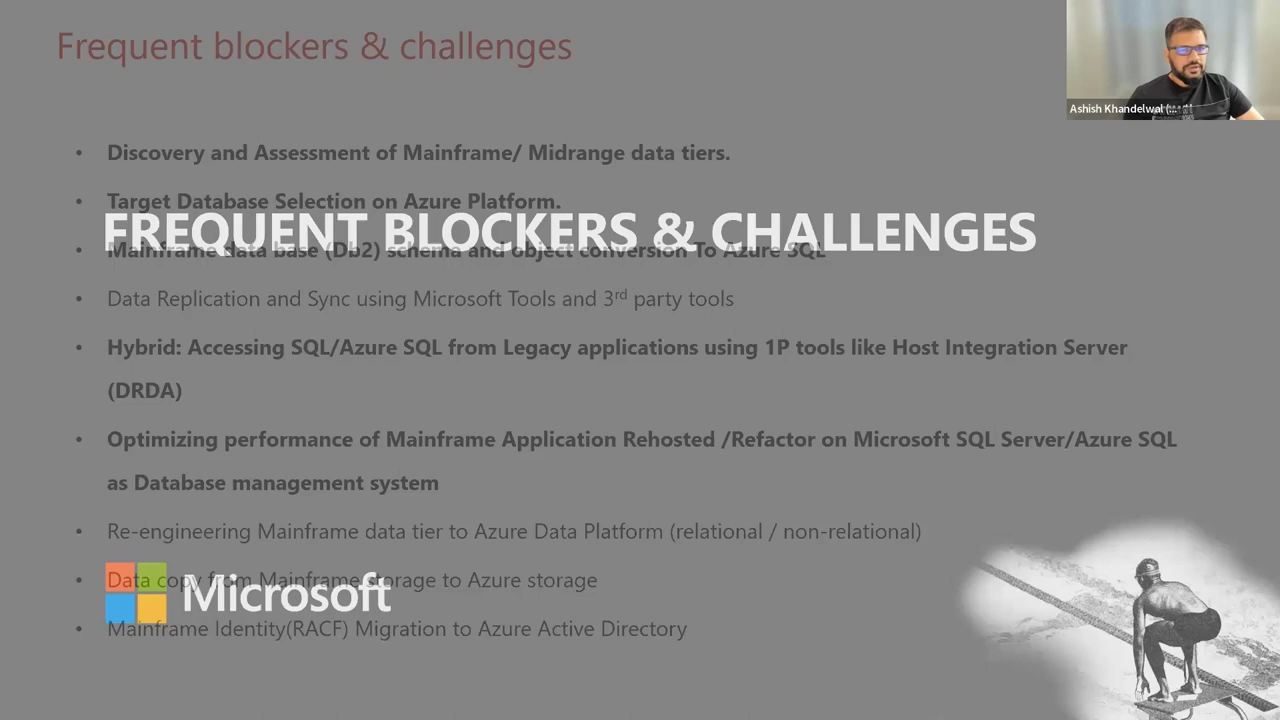 Frequent blockers & challenges
Ashish Khandelwal (...
• Discovery and Assessment of Mainframe/ Midrange data tiers.
• Target Database Selection on Azure Platform.
FREQUENT BLOCKERS & CHALLENGES
• Mainframe data base (Db2) schema and object conversion To Azure SQL
• Data Replication and Sync using Microsoft Tools and 3rd party tools
• Hybrid: Accessing SQL/Azure SQL from Legacy applications using 1P tools like Host Integration Server
(DRDA)
• Optimizing performance of Mainframe Application Rehosted /Refactor on Microsoft SQL Server/Azure SQL
as Database management system
• Re-engineering Mainframe data tier to Azure Data Platform (relational / non-relational)
• Data copy from Mainframe storage to Azure storage
Microsoft
• Mainframe Identity(RACF) Migration to Azure Active Directory